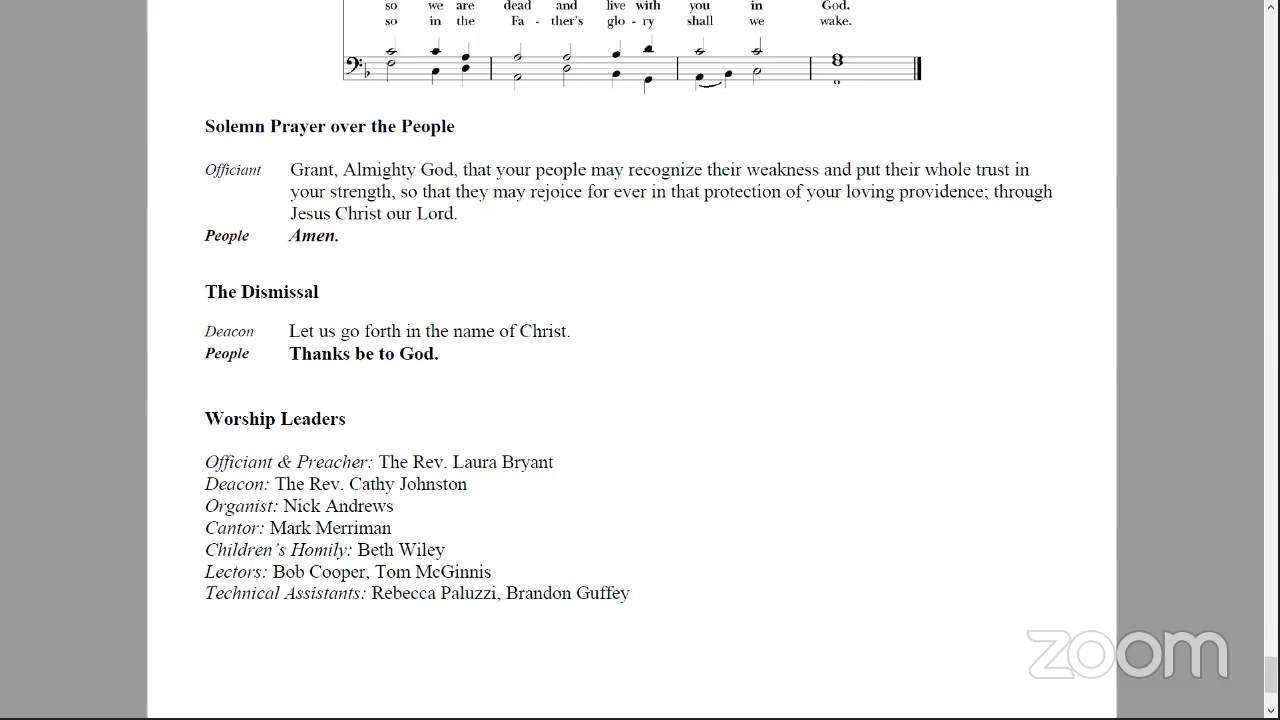 so we are dead and live with you in God.
so in the Fa - ther's glo - ry shall we wake.
Solemn Prayer over the People
Officiant Grant, Almighty God, that your people may recognize their weakness and put their whole trust in
your strength, so that they may rejoice for ever in that protection of your loving providence; through
Jesus Christ our Lord.
People Amen.
The Dismissal
Deacon Let us go forth in the name of Christ.
People Thanks be to God.
Worship Leaders
Officiant & Preacher: The Rev. Laura Bryant
Deacon: The Rev. Cathy Johnston
Organist: Nick Andrews
Cantor: Mark Merriman
Children's Homily: Beth Wiley
Lectors: Bob Cooper, Tom McGinnis
Technical Assistants: Rebecca Paluzzi, Brandon Guffey
zoom